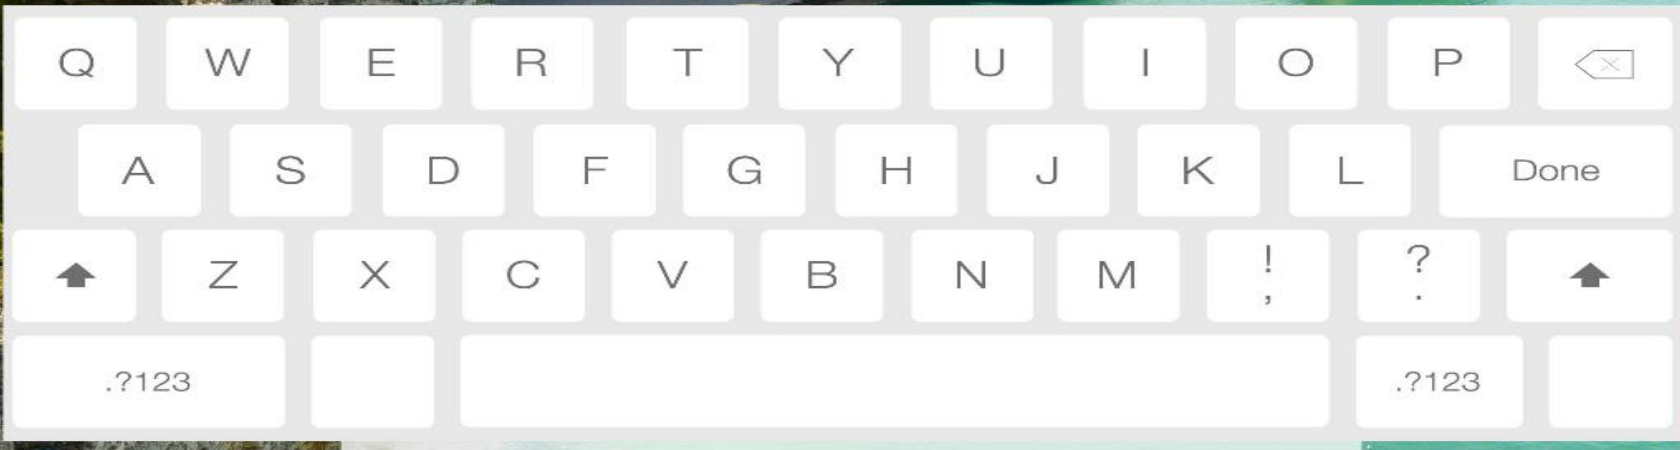 Q W E R T Y U I O P
A S D F G H J K L Done
Z X C V B N M ! , ? .
.?123 .?123